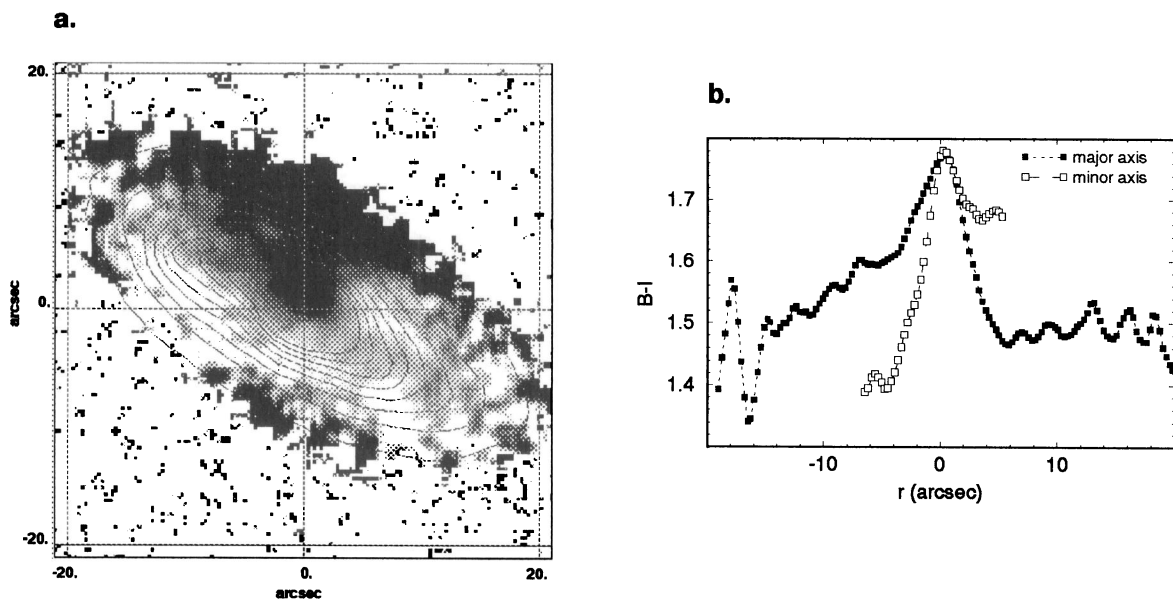 a.
20.
0.
-20.
arcsec
-20.
0.
20.
arcsec
b.
major axis
minor axis
1.7
1.6
1.5
1.4
B-I
-10
0
10
r (arcsec)